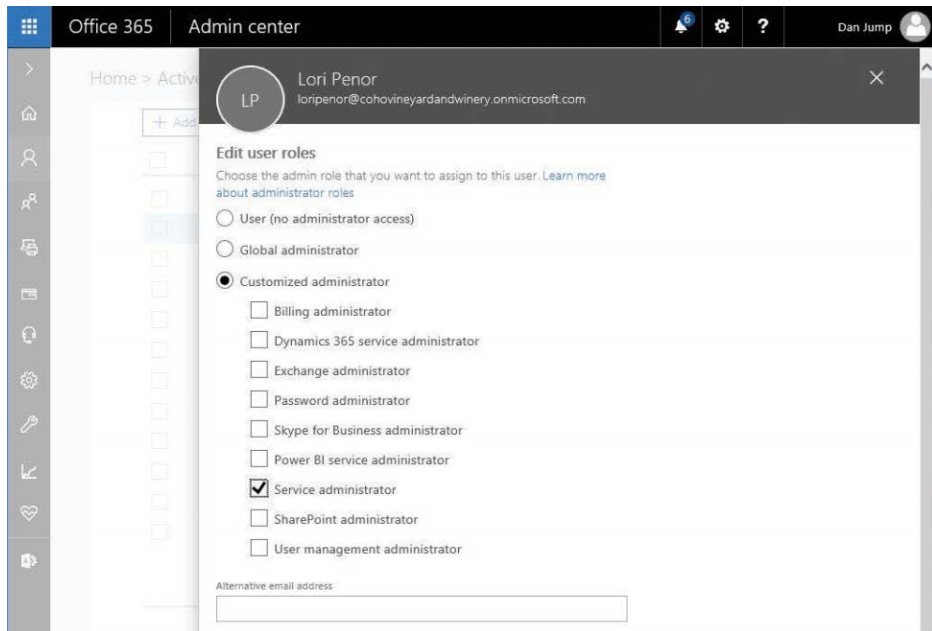 Office 365 Admin center 6 ? Dan Jump
Home > Active
+ Add
LP
Lori Penor
loripenor@cohovineyardandwinery.onmicrosoft.com
Edit user roles
Choose the admin role that you want to assign to this user. Learn more
about administrator roles
User (no administrator access)
Global administrator
Customized administrator
Billing administrator
Dynamics 365 service administrator
Exchange administrator
Password administrator
Skype for Business administrator
Power BI service administrator
Service administrator
SharePoint administrator
User management administrator
Alternative email address